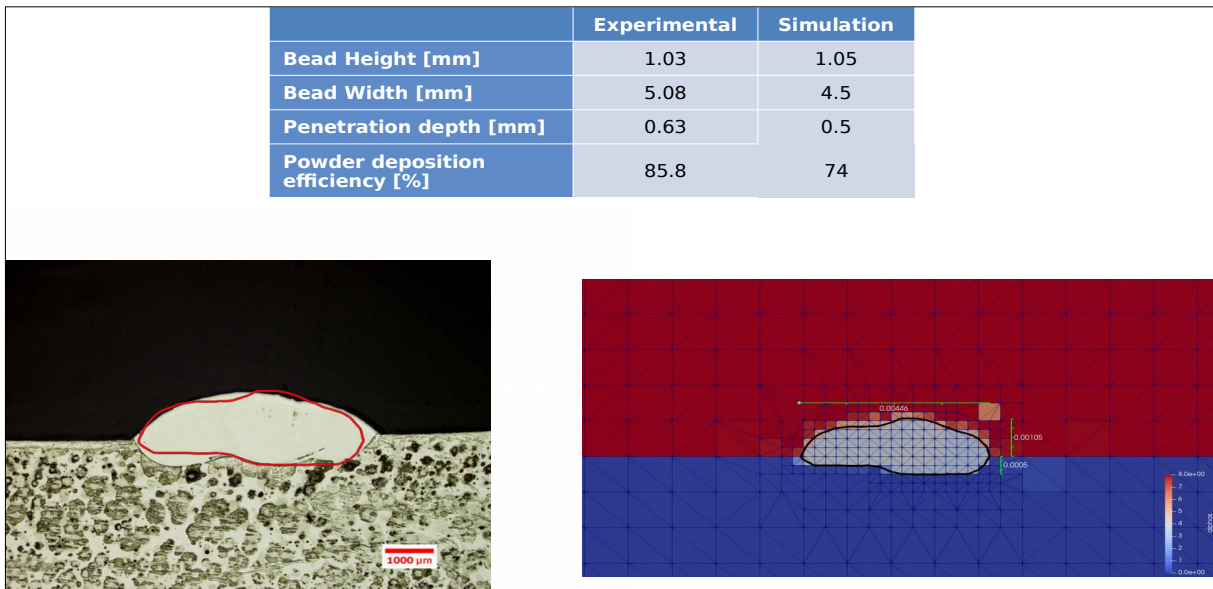 Experimental Simulation
Bead Height [mm] 1.03 1.05
Bead Width [mm] 5.08 4.5
Penetration depth [mm] 0.63 0.5
Powder deposition
efficiency [%] 85.8 74
0.00446
0.00105
0.0005
1000 µm
8.0e+00
7
6
5
4
3
2
1
0.0e+00
alphas